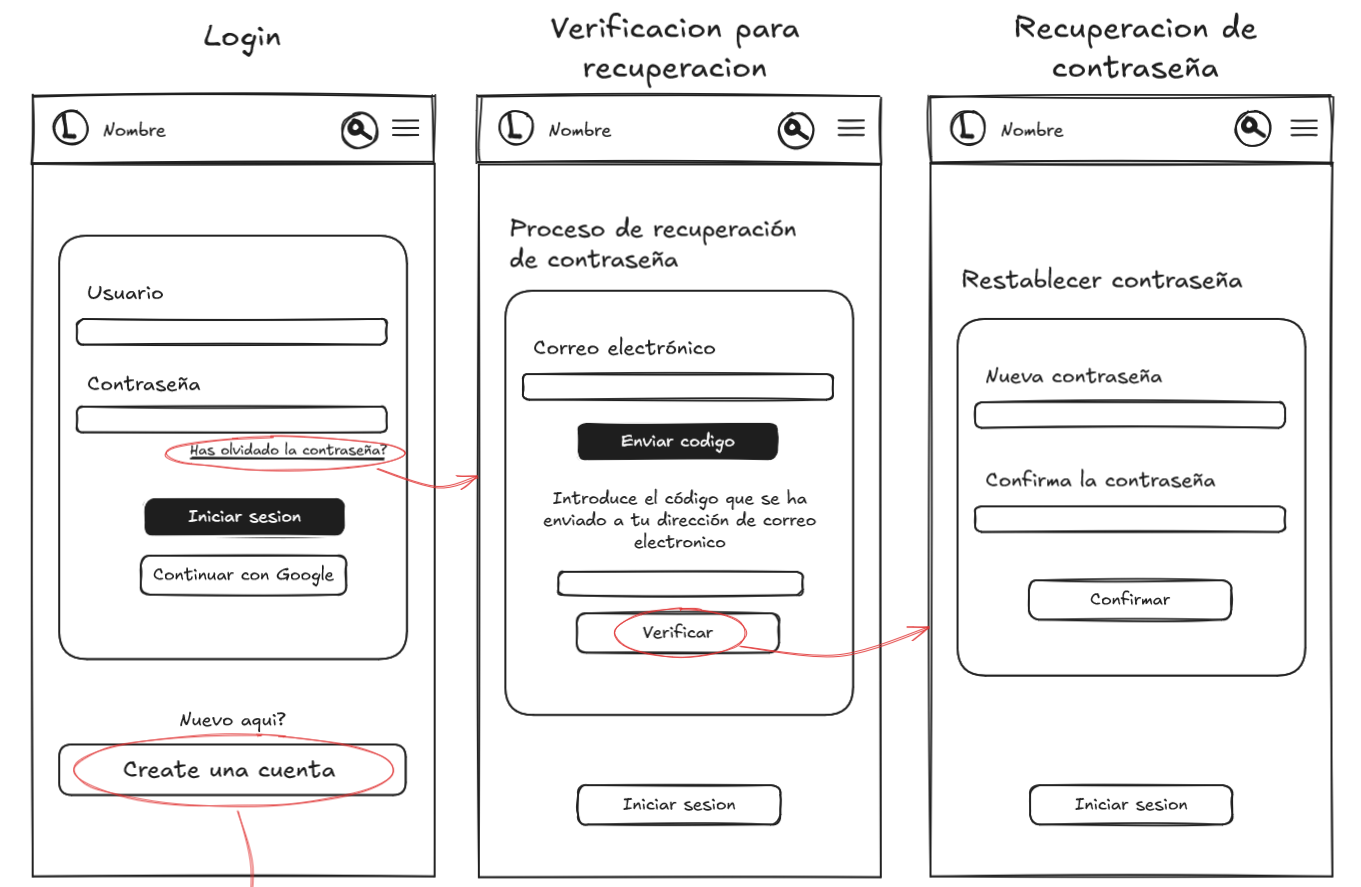 Login
L Nombre
Usuario
Contraseña
Has olvidado la contraseña?
Iniciar sesion
Continuar con Google
Nuevo aqui?
Create una cuenta
Verificacion para
recuperacion
L Nombre
Proceso de recuperación
de contraseña
Correo electrónico
Enviar codigo
Introduce el código que se ha
enviado a tu dirección de correo
electronico
Verificar
Iniciar sesion
Recuperacion de
contraseña
L Nombre
Restablecer contraseña
Nueva contraseña
Confirma la contraseña
Confirmar
Iniciar sesion